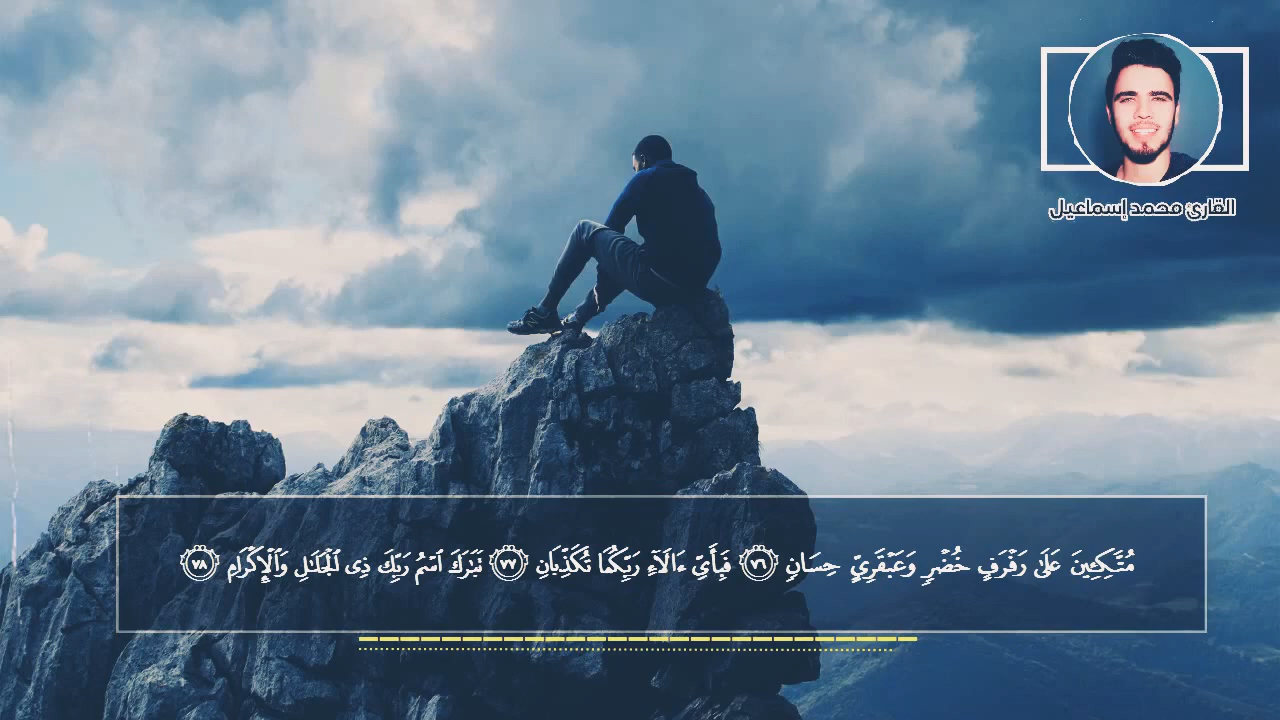 القارئ محمد إسماعيل
مُتَّكِـِٔينَ عَلَىٰ رَفْرَفٍ خُضْرٍ وَعَبْقَرِيٍّ حِسَانٍ ﴿٧٦﴾ فَبِأَيِّ ءَالَآءِ رَبِّكُمَا تُكَذِّبَانِ ﴿٧٧﴾ تَبَٰرَكَ ٱسْمُ رَبِّكَ ذِى ٱلْجَلَٰلِ وَٱلْإِكْرَامِ ﴿٧٨﴾